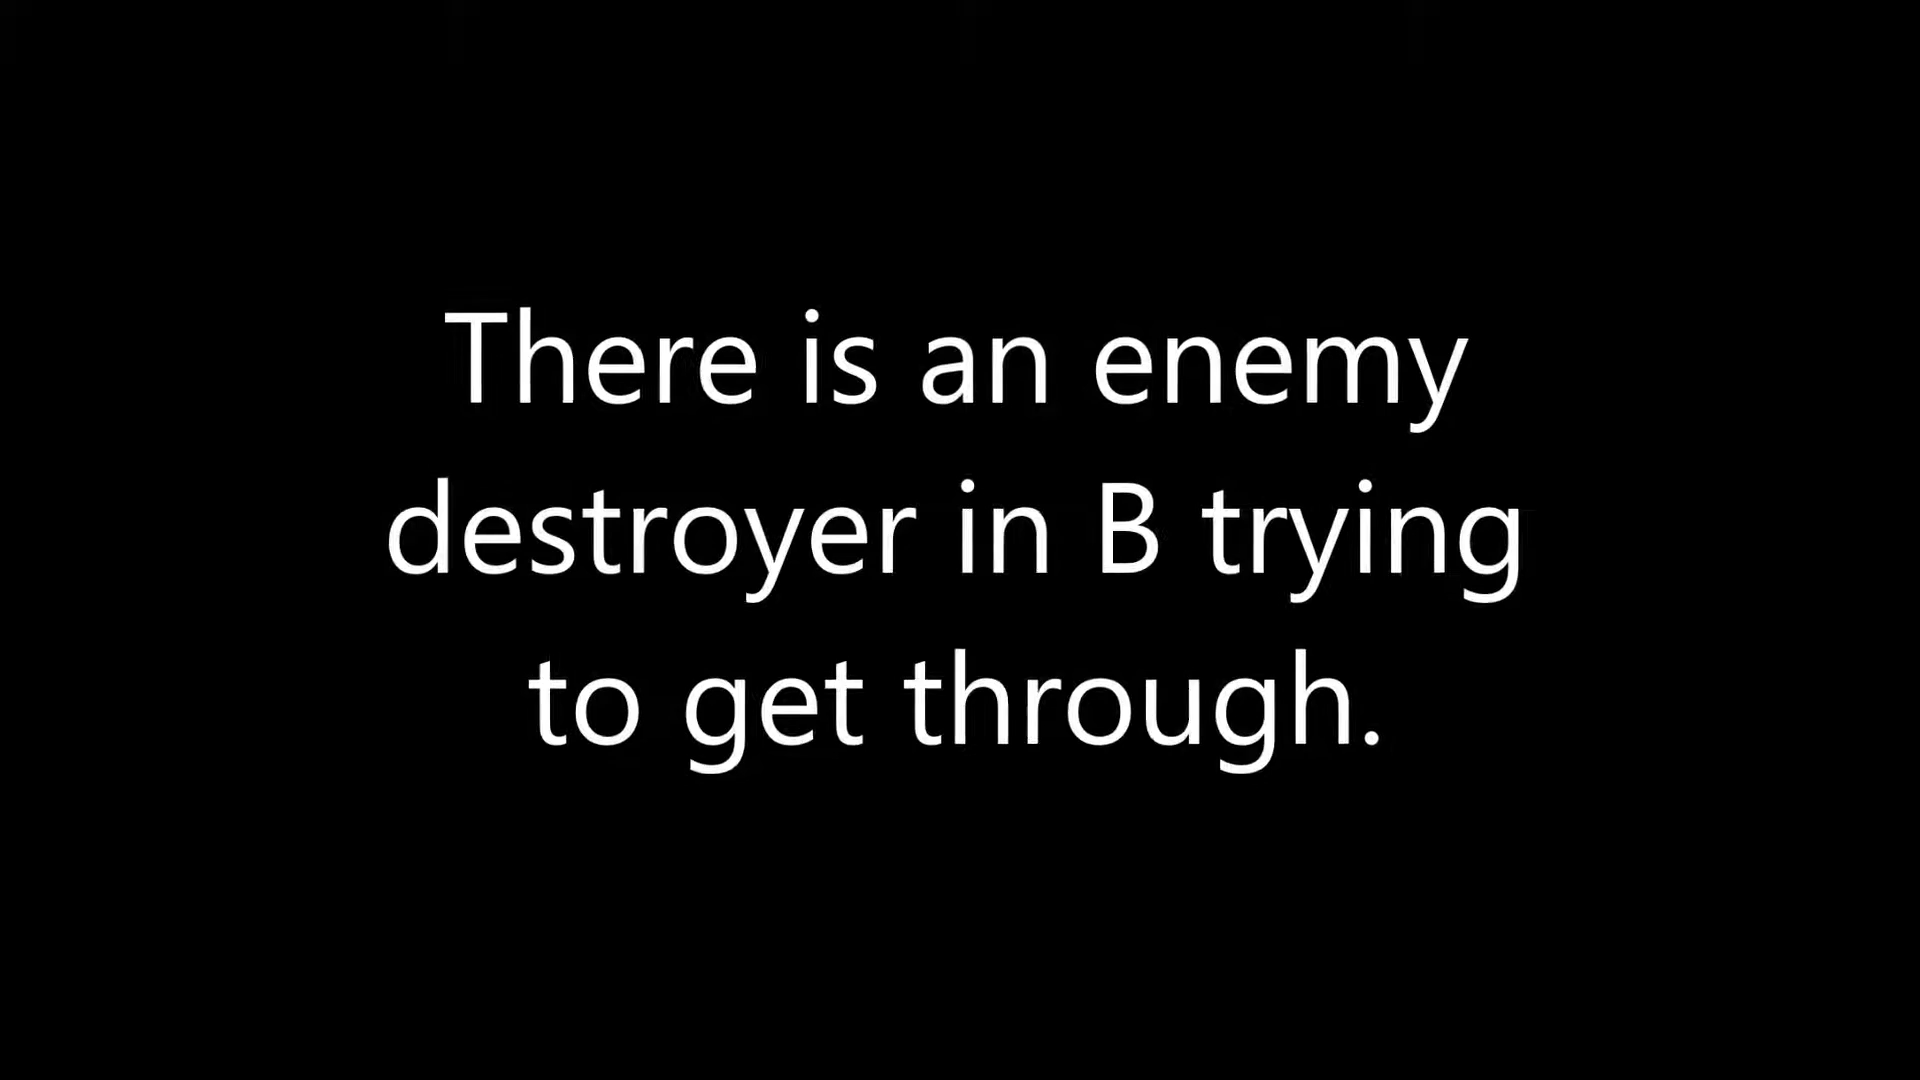 There is an enemy
destroyer in B trying
to get through.